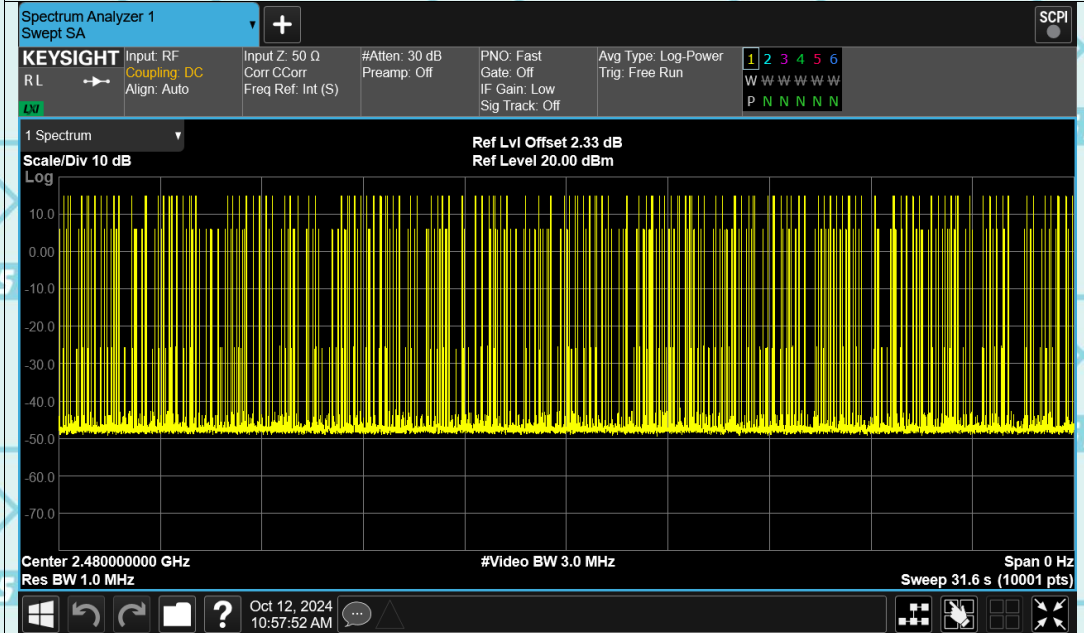 Spectrum Analyzer 1
Swept SA
+
SCPI
KEYSIGHT
RL
LXI
Input: RF
Coupling: DC
Align: Auto
Input Z: 50 Ω
Corr CCorr
Freq Ref: Int (S)
#Atten: 30 dB
Preamp: Off
PNO: Fast
Gate: Off
IF Gain: Low
Sig Track: Off
Avg Type: Log-Power
Trig: Free Run
1 2 3 4 5 6
W W W W W W
P N N N N N
1 Spectrum
Scale/Div 10 dB
Ref Lvl Offset 2.33 dB
Ref Level 20.00 dBm
Log
10.0
0.00
-10.0
-20.0
-30.0
-40.0
-50.0
-60.0
-70.0
Center 2.480000000 GHz
#Video BW 3.0 MHz
Span 0 Hz
Res BW 1.0 MHz
Sweep 31.6 s (10001 pts)
?
Oct 12, 2024
10:57:52 AM